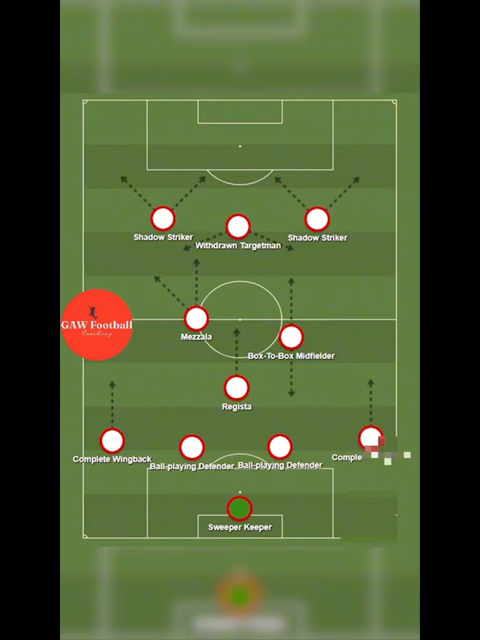 Shadow Striker
Withdrawn Targetman
Shadow Striker
GAW Football
Coaching
Mezzala
Box-To-Box Midfielder
Regista
Complete Wingback
Ball-playing Defender
Ball-playing Defender
Comple
Sweeper Keeper